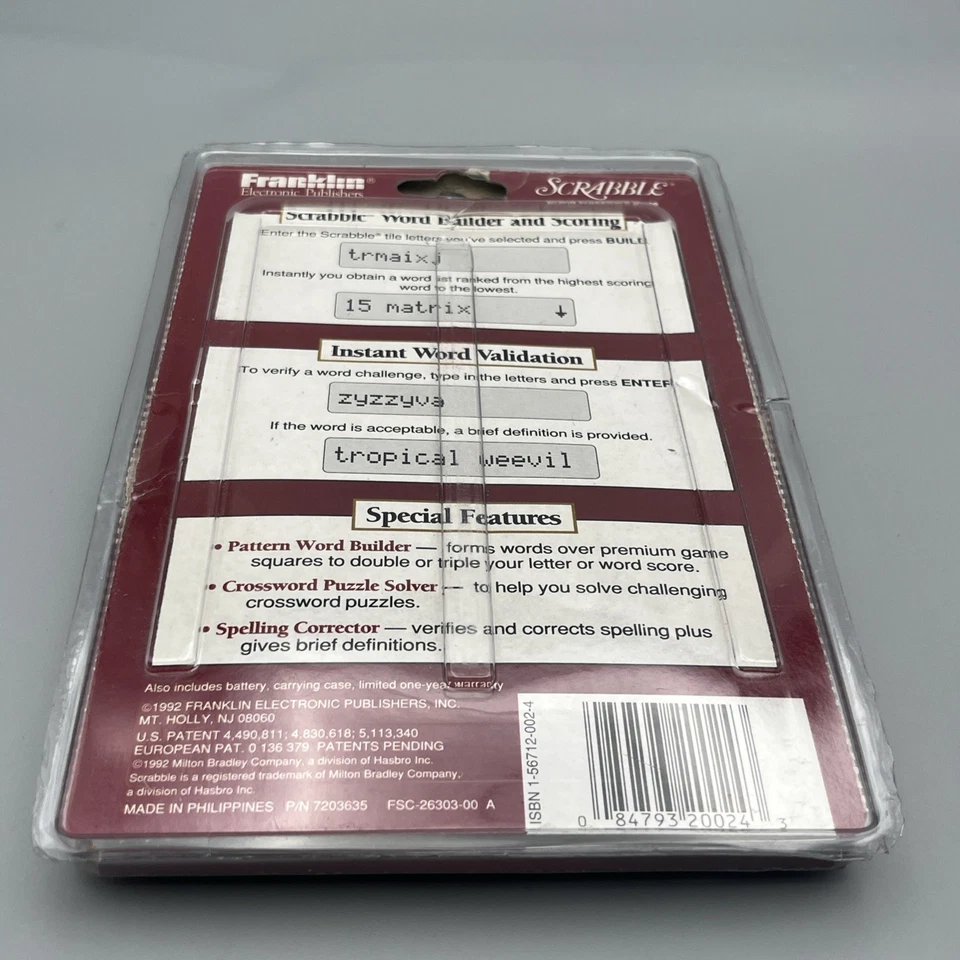 Franklin®
Electronic Publishers
SCRABBLE™
Scrabble™ Word Builder and Scoring
Enter the Scrabble® tile letters you've selected and press BUILD
trmaixj
Instantly you obtain a word list ranked from the highest scoring
word to the lowest.
15 matrix
Instant Word Validation
To verify a word challenge, type in the letters and press ENTER
zyzzyva
If the word is acceptable, a brief definition is provided.
tropical weevil
Special Features
• Pattern Word Builder — forms words over premium game
squares to double or triple your letter or word score.
• Crossword Puzzle Solver — to help you solve challenging
crossword puzzles.
• Spelling Corrector — verifies and corrects spelling plus
gives brief definitions.
Also includes battery, carrying case, limited one-year warranty
©1992 FRANKLIN ELECTRONIC PUBLISHERS, INC.
MT. HOLLY, NJ 08060
U.S. PATENT 4,490,811; 4,830,618; 5,113,340
EUROPEAN PAT. 0 136 379. PATENTS PENDING
©1992 Milton Bradley Company, a division of Hasbro Inc.
Scrabble is a registered trademark of Milton Bradley Company,
a division of Hasbro Inc.
MADE IN PHILIPPINES P/N 7203635 FSC-26303-00 A
ISBN 1-56712-002-4
0 84793 20024 3